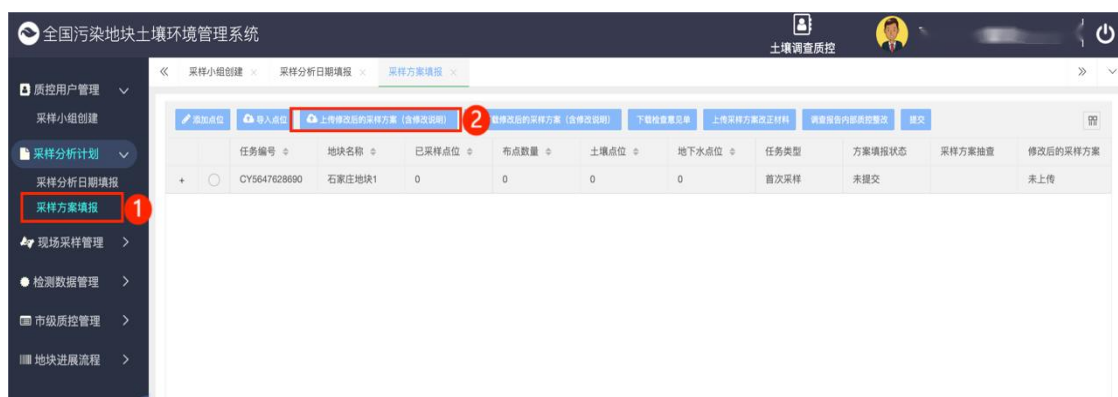 全国污染地块土壤环境管理系统
土壤调查质控
质控用户管理
采样小组创建
采样分析计划
采样分析日期填报
采样方案填报
1
现场采样管理
检测数据管理
市级质控管理
地块进展流程
采样小组创建 × 采样分析日期填报 × 采样方案填报 ×
添加点位 导入点位 上传修改后的采样方案（含修改说明） 2 载修改后的采样方案（含修改说明） 下载检查意见单 上传采样方案改正材料 调查报告内部质控整改 提交
任务编号 地块名称 已采样点位 布点数量 土壤点位 地下水点位 任务类型 方案填报状态 采样方案抽查 修改后的采样方案
+ CY5647628690 石家庄地块1 0 0 0 0 首次采样 未提交 未上传